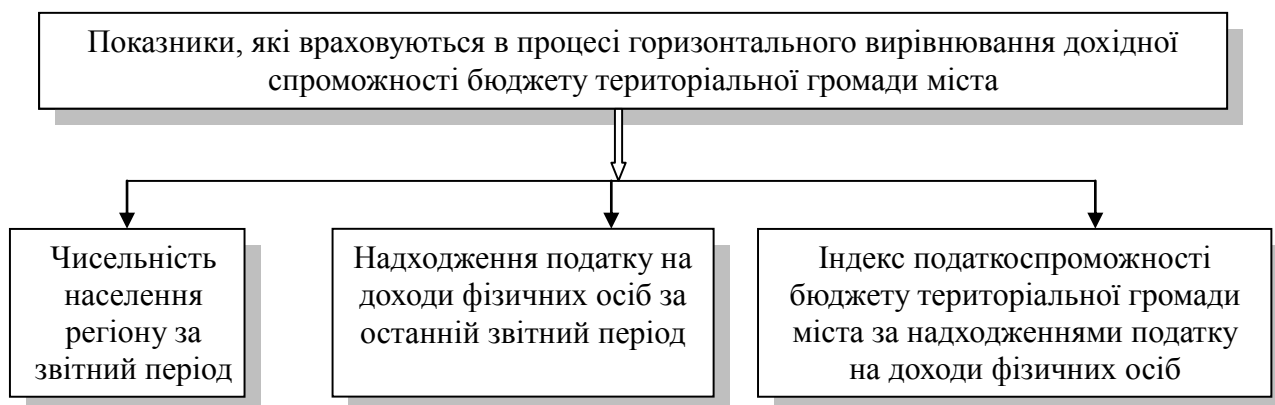 Показники, які враховуються в процесі горизонтального вирівнювання дохідної
спроможності бюджету територіальної громади міста
Чисельність
населення
регіону за
звітний період
Надходження податку на
доходи фізичних осіб за
останній звітний період
Індекс податкоспроможності
бюджету територіальної громади
міста за надходженнями податку
на доходи фізичних осіб